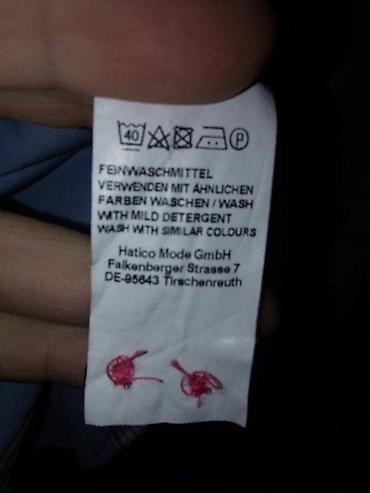 40 P
FEINWASCHMITTEL
VERWENDEN MIT ÄHNLICHEN
FARBEN WASCHEN / WASH
WITH MILD DETERGENT
WASH WITH SIMILAR COLOURS
Hatico Mode GmbH
Falkenberger Strasse 7
DE-95643 Tirschenreuth